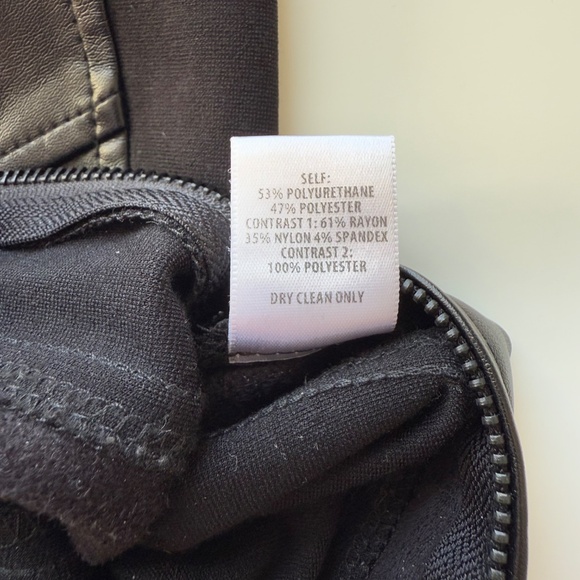 SELF:
53% POLYURETHANE
47% POLYESTER
CONTRAST 1: 61% RAYON
35% NYLON 4% SPANDEX
CONTRAST 2:
100% POLYESTER
DRY CLEAN ONLY